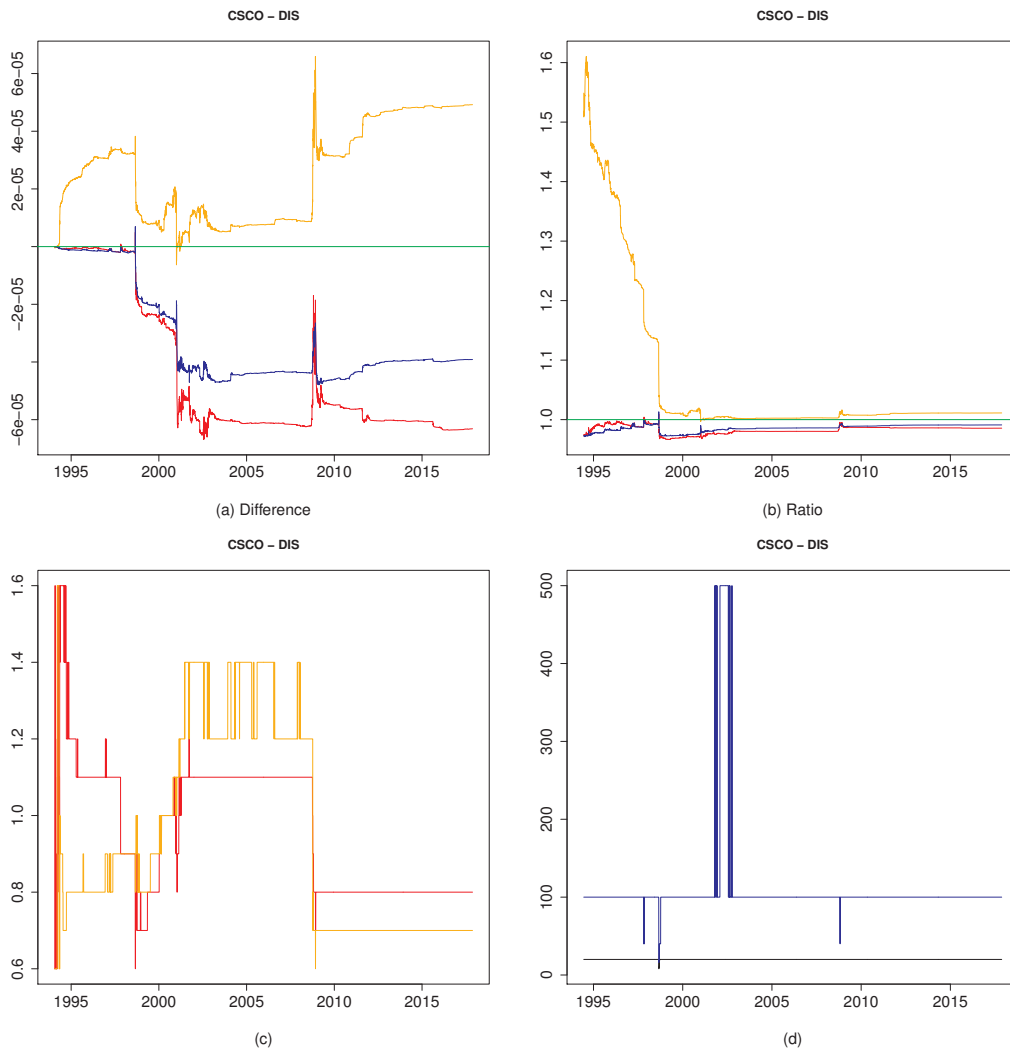 CSCO – DIS
6e-05
4e-05
2e-05
-2e-05
-6e-05
1995 2000 2005 2010 2015
(a) Difference
CSCO – DIS
1.6
1.5
1.4
1.3
1.2
1.1
1.0
1995 2000 2005 2010 2015
(b) Ratio
CSCO – DIS
1.6
1.4
1.2
1.0
0.8
0.6
1995 2000 2005 2010 2015
(c)
CSCO – DIS
500
400
300
200
100
0
1995 2000 2005 2010 2015
(d)